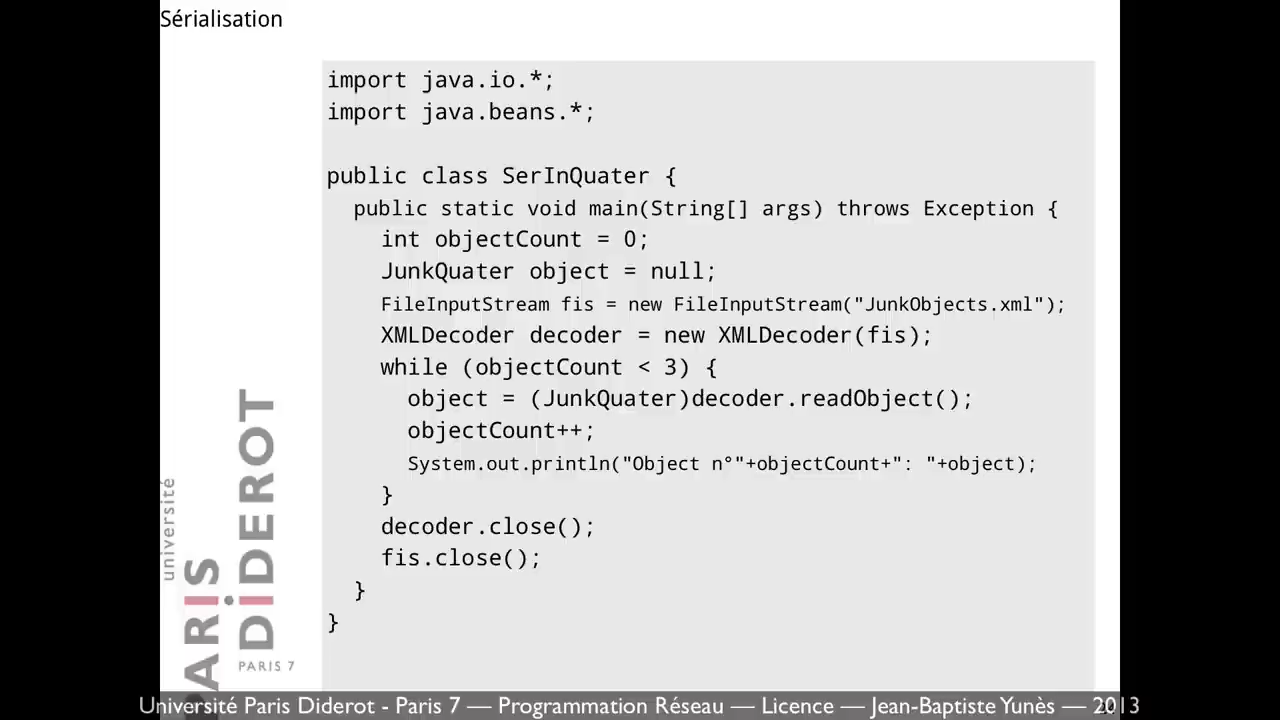 Sérialisation
import java.io.*;
import java.beans.*;
public class SerInQuater {
public static void main(String[] args) throws Exception {
int objectCount = 0;
JunkQuater object = null;
FileInputStream fis = new FileInputStream("JunkObjects.xml");
XMLDecoder decoder = new XMLDecoder(fis);
while (objectCount < 3) {
object = (JunkQuater)decoder.readObject();
objectCount++;
System.out.println("Object n°"+objectCount+": "+object);
}
decoder.close();
fis.close();
}
}
université
PARIS
DIDEROT
PARIS 7
Université Paris Diderot - Paris 7 — Programmation Réseau — Licence — Jean-Baptiste Yunès — 2013